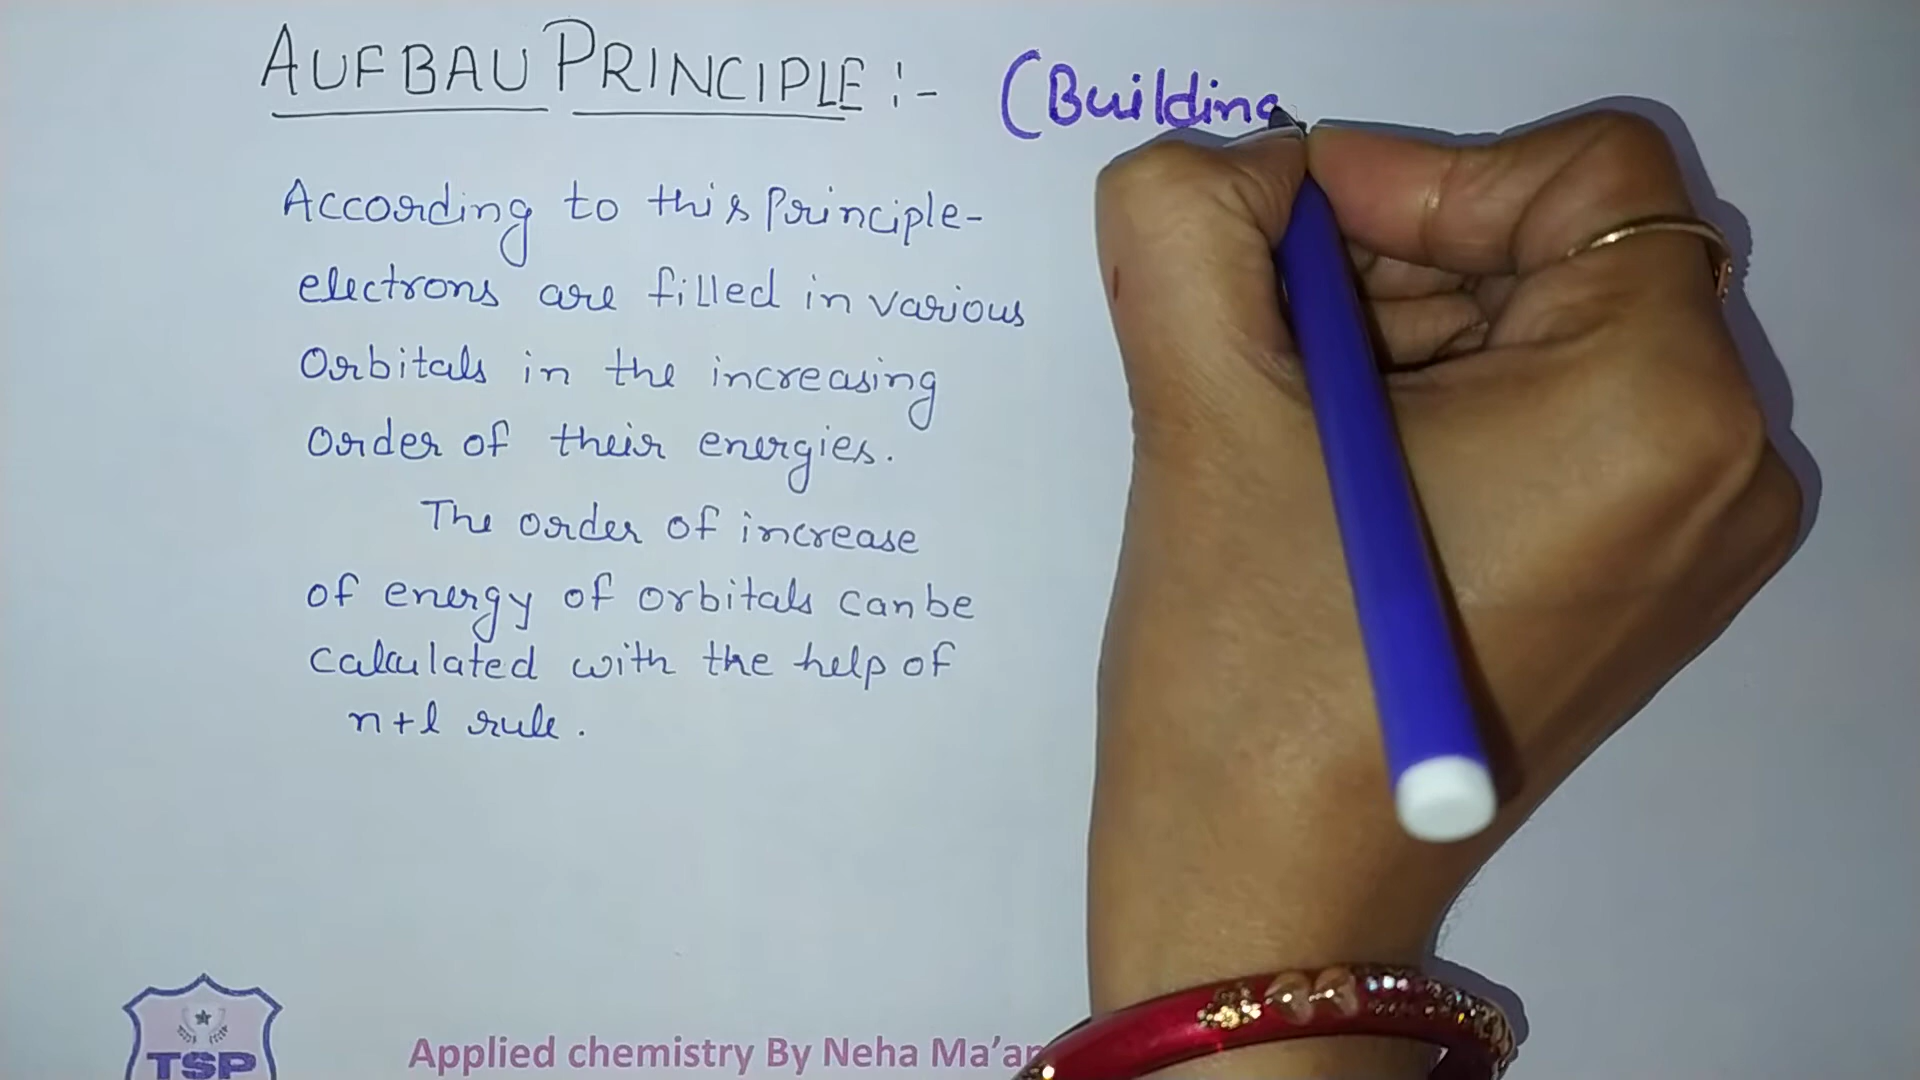 AUFBAU PRINCIPLE :- (Building
According to this Principle-
electrons are filled in various
Orbitals in the increasing
Order of their energies.
The order of increase
of energy of orbitals can be
calculated with the help of
n+l rule.
TSP
Applied chemistry By Neha Ma'am